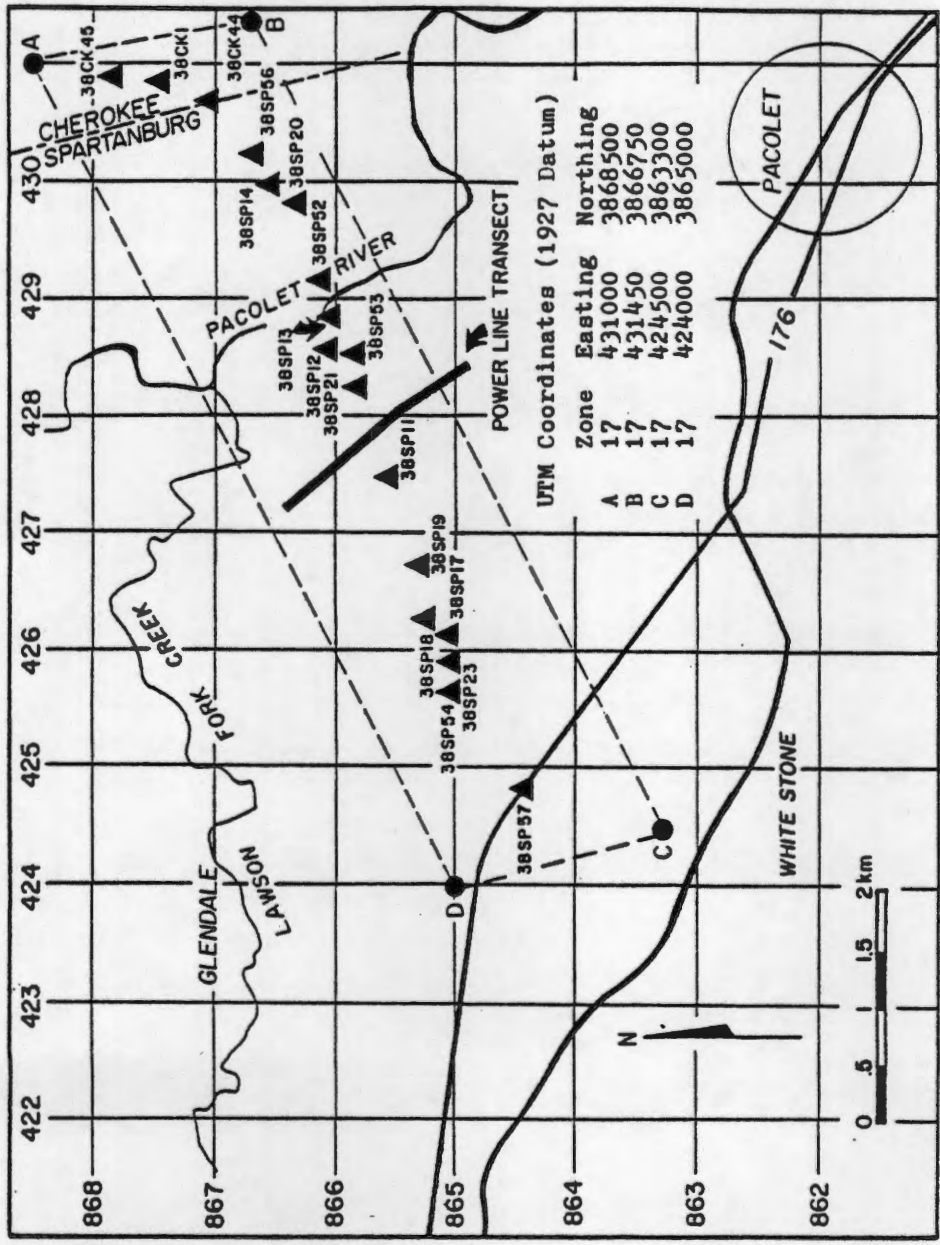 422
423
424
425
426
427
428
429
430
868
867
866
865
864
863
862
CHEROKEE
SPARTANBURG
A
B
38CK45
38CK1
38CK44
38SP56
38SP20
38SP14
38SP52
PACOLET RIVER
38SP53
38SP13
38SP12
38SP21
38SP11
38SP19
38SP17
38SP18
38SP23
38SP54
38SP57
GLENDALE
LAWSON FORK CREEK
D
C
POWER LINE TRANSECT
UTM Coordinates (1927 Datum)
Zone Easting Northing
A 17 431000 3868500
B 17 431450 3866750
C 17 424500 3863300
D 17 424000 3865000
176
PACOLET
WHITE STONE
N
0 .5 1 1.5 2km